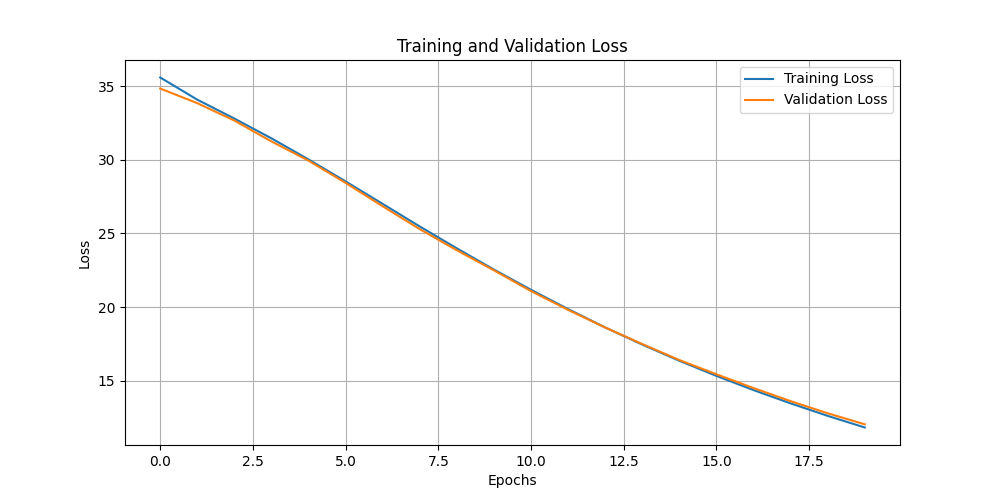 Training and Validation Loss
Training Loss
Validation Loss
35
30
25
20
15
Loss
0.0 2.5 5.0 7.5 10.0 12.5 15.0 17.5
Epochs